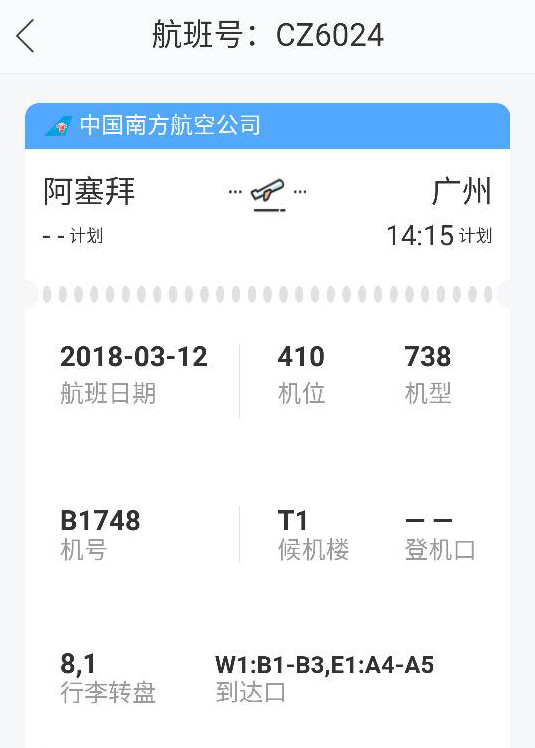 航班号：CZ6024
中国南方航空公司
阿塞拜 ... ... 广州
- - 计划 14:15 计划
2018-03-12 410 738
航班日期 机位 机型
B1748 T1 — —
机号 候机楼 登机口
8,1 W1:B1-B3,E1:A4-A5
行李转盘 到达口